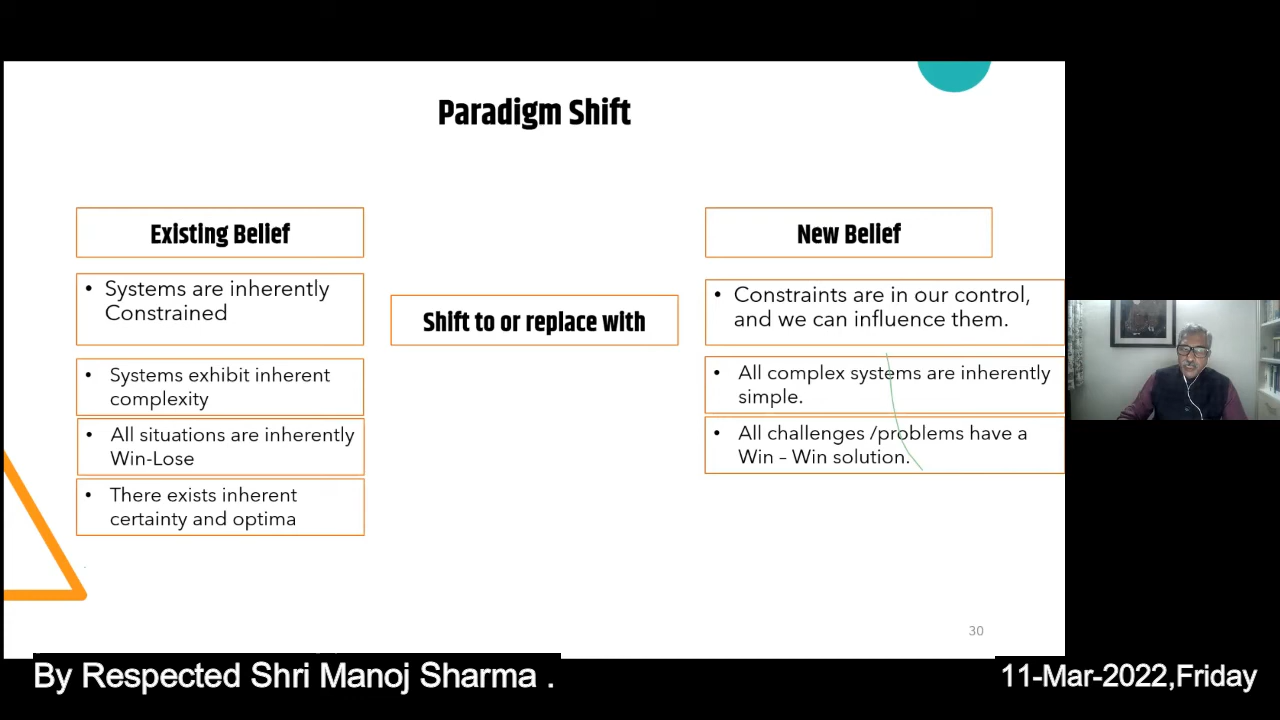 Paradigm Shift
Existing Belief
• Systems are inherently
Constrained
• Systems exhibit inherent
complexity
• All situations are inherently
Win-Lose
• There exists inherent
certainty and optima
Shift to or replace with
New Belief
• Constraints are in our control,
and we can influence them.
• All complex systems are inherently
simple.
• All challenges /problems have a
Win – Win solution.
30
By Respected Shri Manoj Sharma .
11-Mar-2022,Friday